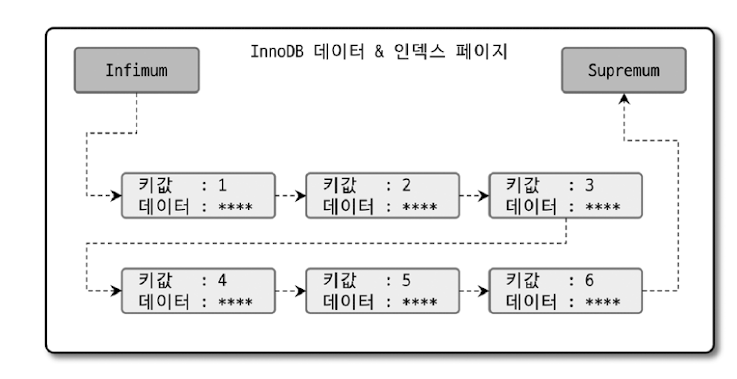 InnoDB 데이터 & 인덱스 페이지
Infimum
Supremum
키값 : 1
데이터 : ****
키값 : 2
데이터 : ****
키값 : 3
데이터 : ****
키값 : 4
데이터 : ****
키값 : 5
데이터 : ****
키값 : 6
데이터 : ****